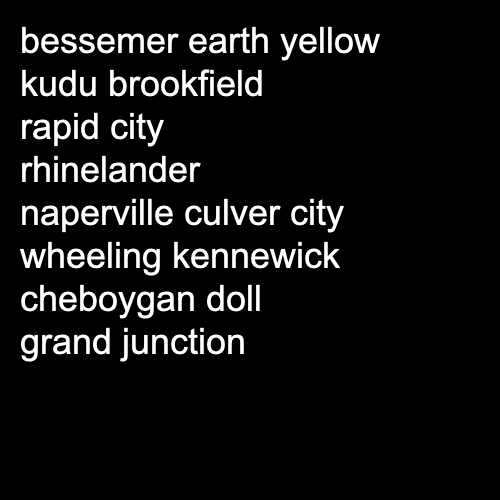 bessemer earth yellow
kudu brookfield
rapid city
rhinelander
naperville culver city
wheeling kennewick
cheboygan doll
grand junction